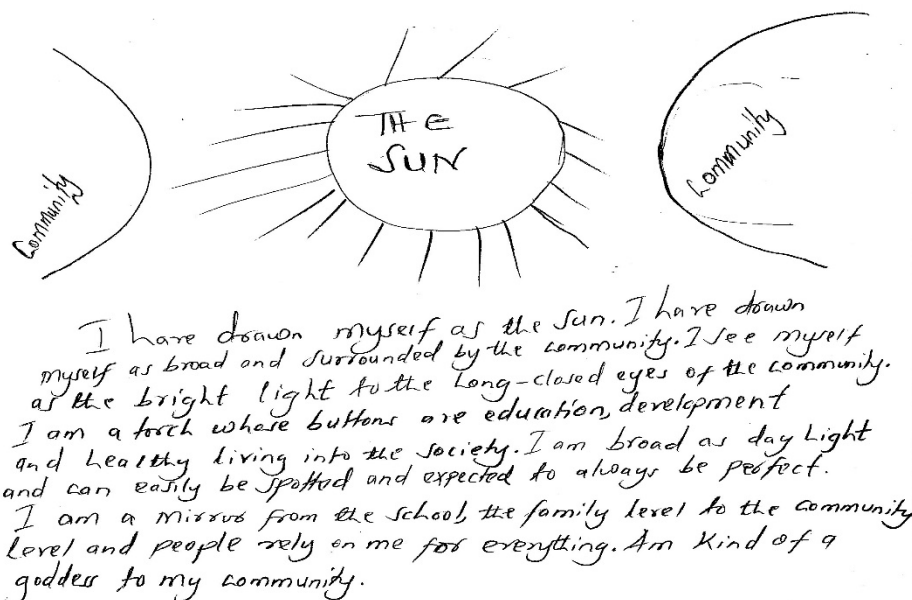 THE
SUN
Community
Community
I have drawn myself as the Sun. I have drawn
myself as broad and surrounded by the community. I see myself
as the bright light to the Long-closed eyes of the community.
I am a torch whose buttons are education, development
and healthy living into the society. I am broad as day Light
and can easily be spotted and expected to always be perfect.
I am a Mirror from the school, the family level to the community
level and people rely on me for everything. Am Kind of a
goddess to my community.